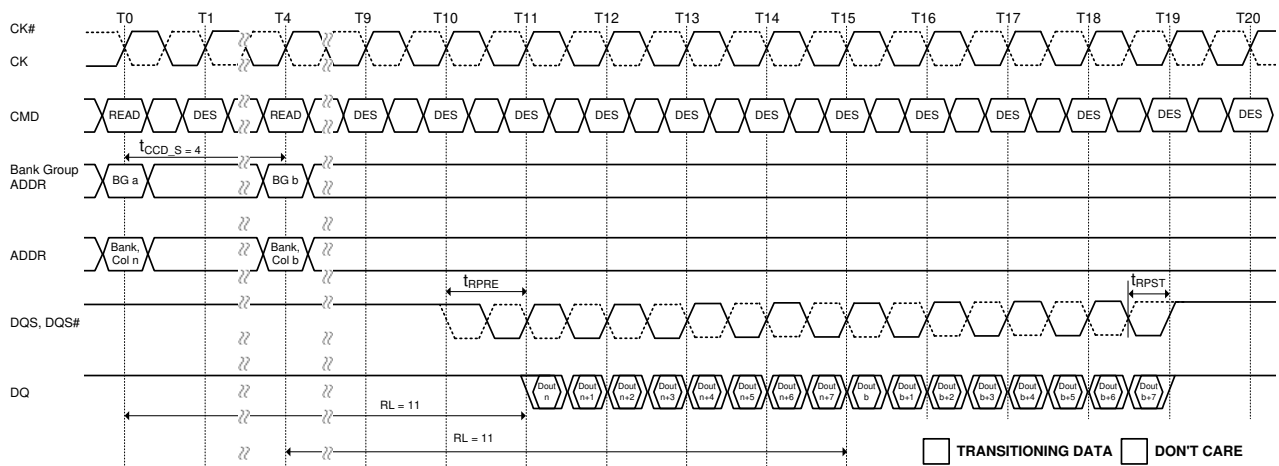 T0 T1 T4 T9 T10 T11 T12 T13 T14 T15 T16 T17 T18 T19 T20
CK#
CK
CMD READ DES READ DES DES DES DES DES DES DES DES DES DES DES DES
tCCD_S = 4
Bank Group
ADDR
BG a BG b
ADDR
Bank,
Col n
Bank,
Col b
tRPRE tRPST
DQS, DQS#
DQ
Dout
n
Dout
n+1
Dout
n+2
Dout
n+3
Dout
n+4
Dout
n+5
Dout
n+6
Dout
n+7
Dout
b
Dout
b+1
Dout
b+2
Dout
b+3
Dout
b+4
Dout
b+5
Dout
b+6
Dout
b+7
RL = 11
RL = 11
TRANSITIONING DATA DON'T CARE